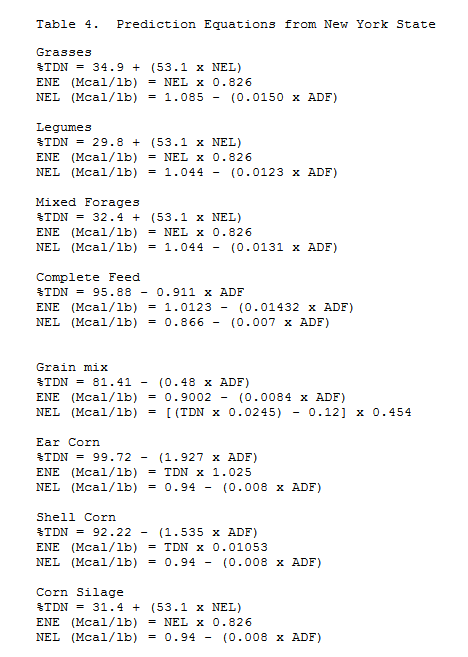 Table 4. Prediction Equations from New York State
Grasses
%TDN = 34.9 + (53.1 x NEL)
ENE (Mcal/lb) = NEL x 0.826
NEL (Mcal/lb) = 1.085 - (0.0150 x ADF)
Legumes
%TDN = 29.8 + (53.1 x NEL)
ENE (Mcal/lb) = NEL x 0.826
NEL (Mcal/lb) = 1.044 - (0.0123 x ADF)
Mixed Forages
%TDN = 32.4 + (53.1 x NEL)
ENE (Mcal/lb) = NEL x 0.826
NEL (Mcal/lb) = 1.044 - (0.0131 x ADF)
Complete Feed
%TDN = 95.88 - 0.911 x ADF
ENE (Mcal/lb) = 1.0123 - (0.01432 x ADF)
NEL (Mcal/lb) = 0.866 - (0.007 x ADF)
Grain mix
%TDN = 81.41 - (0.48 x ADF)
ENE (Mcal/lb) = 0.9002 - (0.0084 x ADF)
NEL (Mcal/lb) = [(TDN x 0.0245) - 0.12] x 0.454
Ear Corn
%TDN = 99.72 - (1.927 x ADF)
ENE (Mcal/lb) = TDN x 1.025
NEL (Mcal/lb) = 0.94 - (0.008 x ADF)
Shell Corn
%TDN = 92.22 - (1.535 x ADF)
ENE (Mcal/lb) = TDN x 0.01053
NEL (Mcal/lb) = 0.94 - (0.008 x ADF)
Corn Silage
%TDN = 31.4 + (53.1 x NEL)
ENE (Mcal/lb) = NEL x 0.826
NEL (Mcal/lb) = 0.94 - (0.008 x ADF)